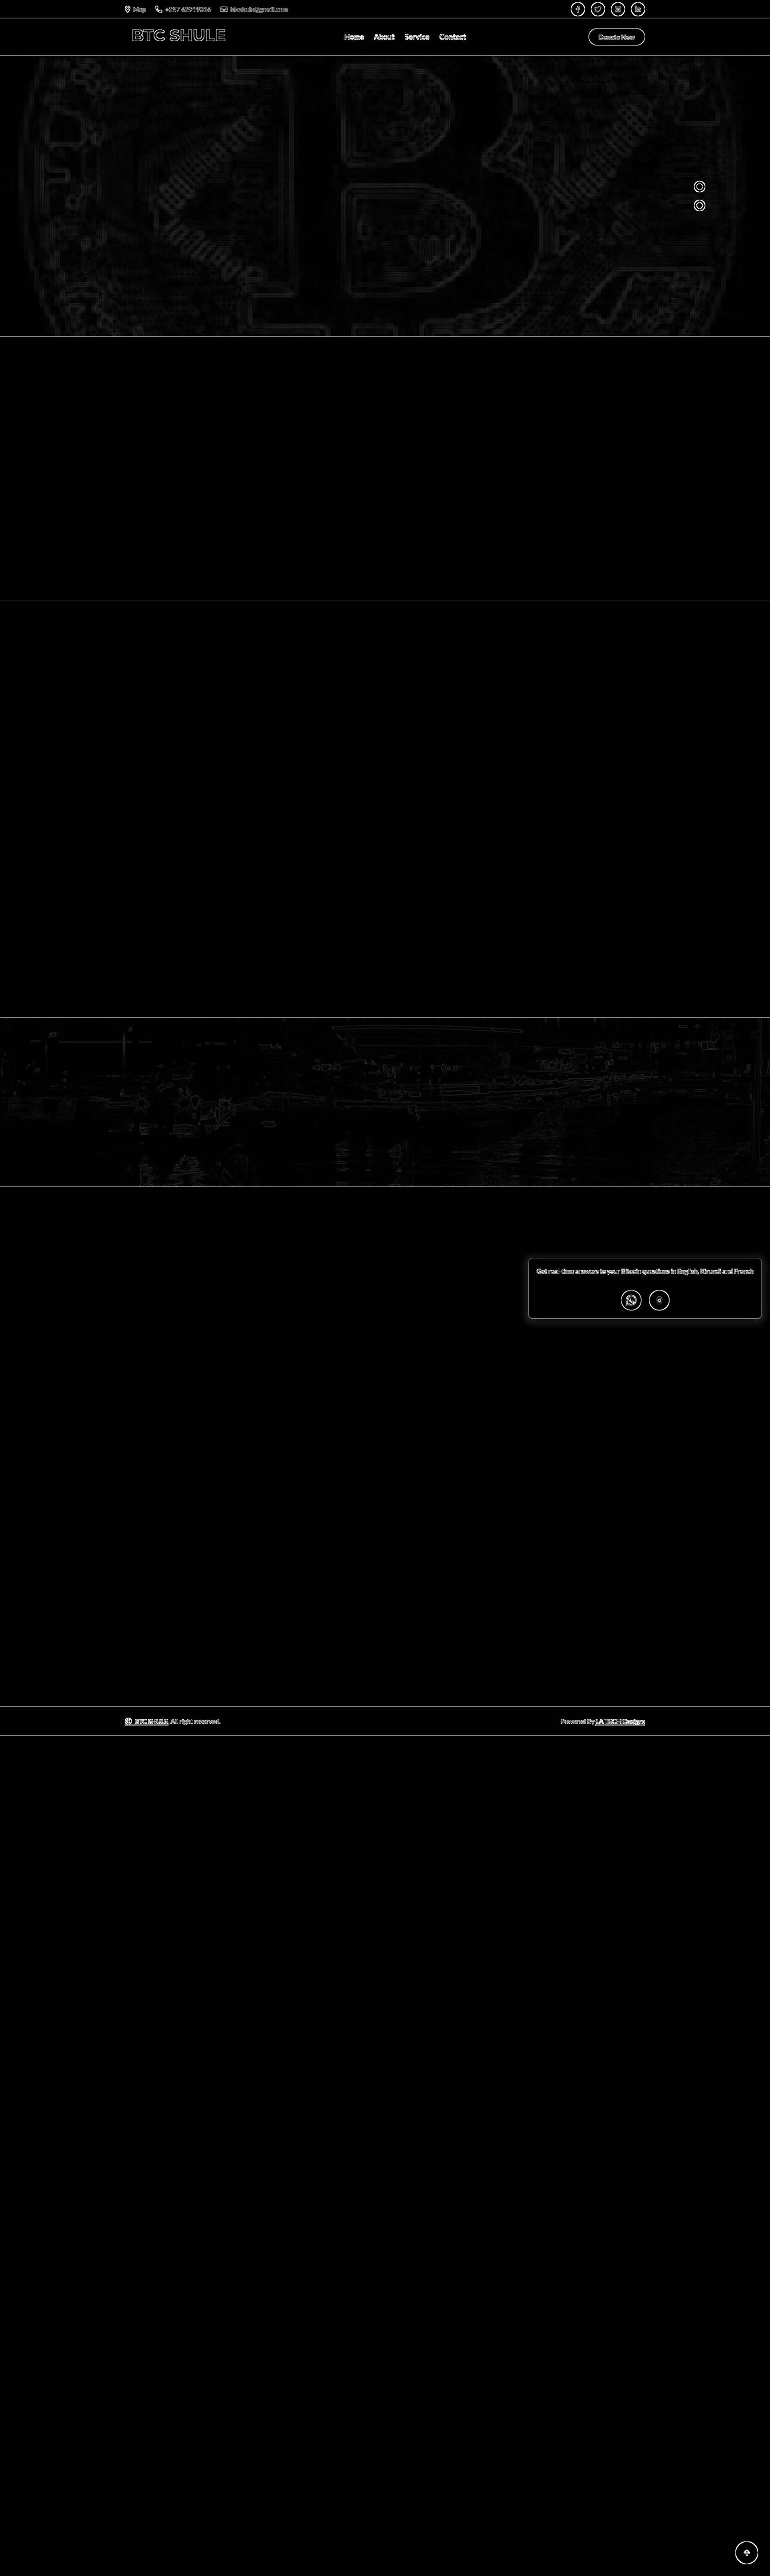 Map +257 62919216 btcshule@gmail.com
BTC SHULE Home About Service Contact Donate Now
Get real-time answers to your Bitcoin questions in English, Kirundi and French
© BTC SHULE, All right reserved. Powered By LA TECH Designs